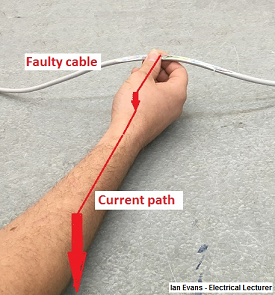 Faulty cable
Current path
Ian Evans - Electrical Lecturer